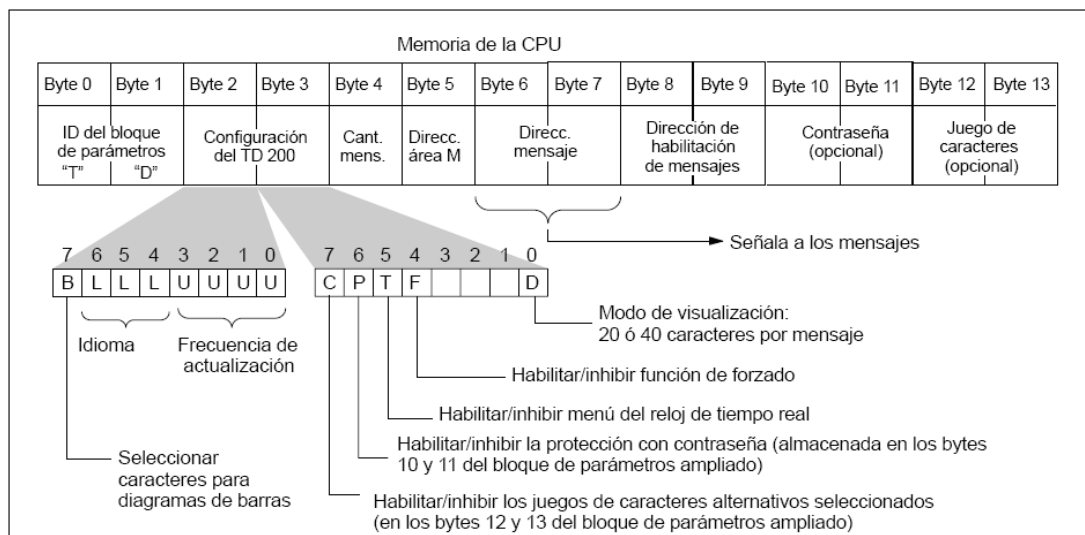 Memoria de la CPU
Byte 0 Byte 1 Byte 2 Byte 3 Byte 4 Byte 5 Byte 6 Byte 7 Byte 8 Byte 9 Byte 10 Byte 11 Byte 12 Byte 13
ID del bloque
de parámetros
“T” “D”
Configuración
del TD 200
Cant.
mens.
Direcc.
área M
Direcc.
mensaje
Dirección de
habilitación
de mensajes
Contraseña
(opcional)
Juego de
caracteres
(opcional)
Señala a los mensajes
7 6 5 4 3 2 1 0
B L L L U U U U
7 6 5 4 3 2 1 0
C P T F D
Idioma
Frecuencia de
actualización
Modo de visualización:
20 ó 40 caracteres por mensaje
Habilitar/inhibir función de forzado
Habilitar/inhibir menú del reloj de tiempo real
Habilitar/inhibir la protección con contraseña (almacenada en los bytes
10 y 11 del bloque de parámetros ampliado)
Seleccionar
caracteres para
diagramas de barras
Habilitar/inhibir los juegos de caracteres alternativos seleccionados
(en los bytes 12 y 13 del bloque de parámetros ampliado)